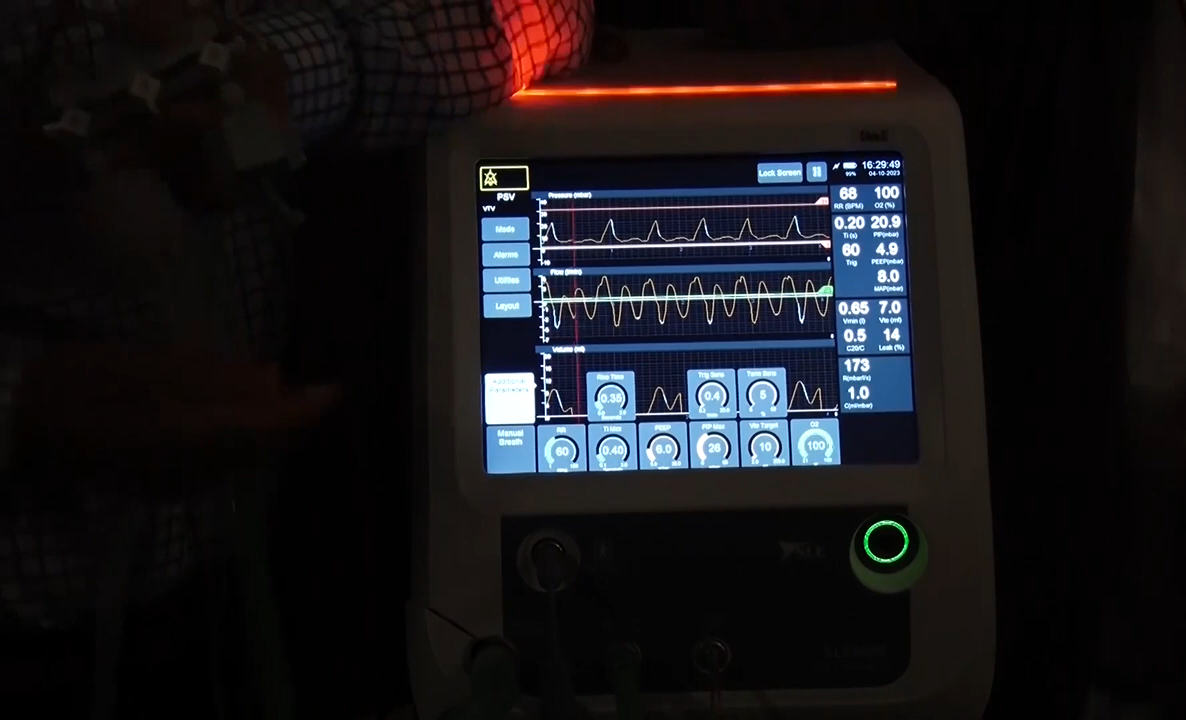 Lock Screen
16:29:49
99%
04-10-2023
PSV
VTV
Mode
Alarms
Utilities
Layout
Additional
Parameters
Manual
Breath
Pressure (mbar)
Flow (l/min)
Volume (ml)
68 100
RR (BPM) O2 (%)
0.20 20.9
Ti (s) PIP(mbar)
60 4.9
Trig PEEP(mbar)
8.0
MAP(mbar)
0.65 7.0
Vmin (l) Vte (ml)
0.5 14
C20/C Leak (%)
173
R(mbar/l/s)
1.0
C(ml/mbar)
Rise Time Trig Sens Term Sens
0.35 0.4 5
RR Ti Max PEEP PIP Max Vte Target O2
60 0.40 6.0 26 10 100
SLE